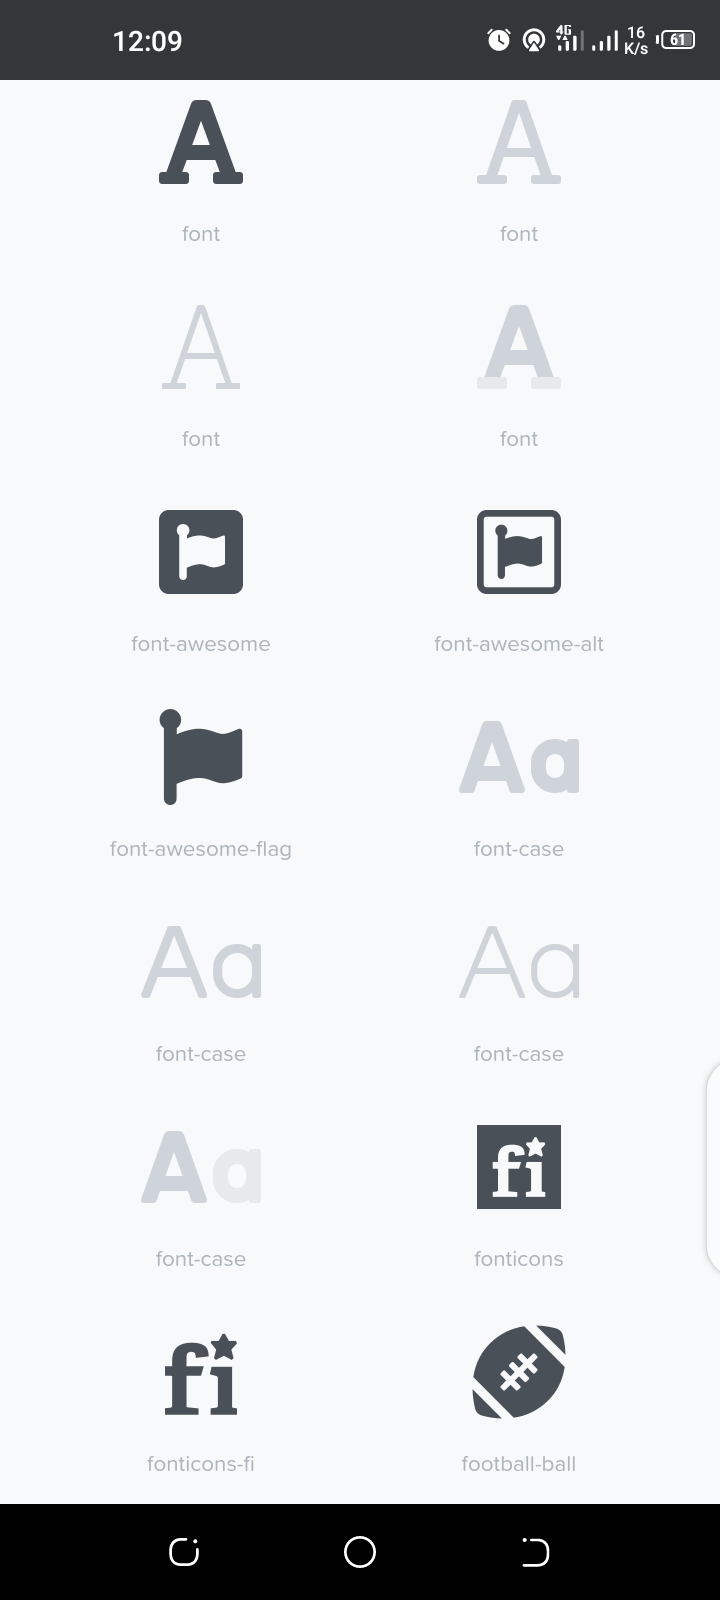 12:09
4G
16
K/s
61
A A
font font
A A
font font
font-awesome font-awesome-alt
Aa
font-awesome-flag font-case
Aa Aa
font-case font-case
Aa fi
font-case fonticons
fi
fonticons-fi football-ball